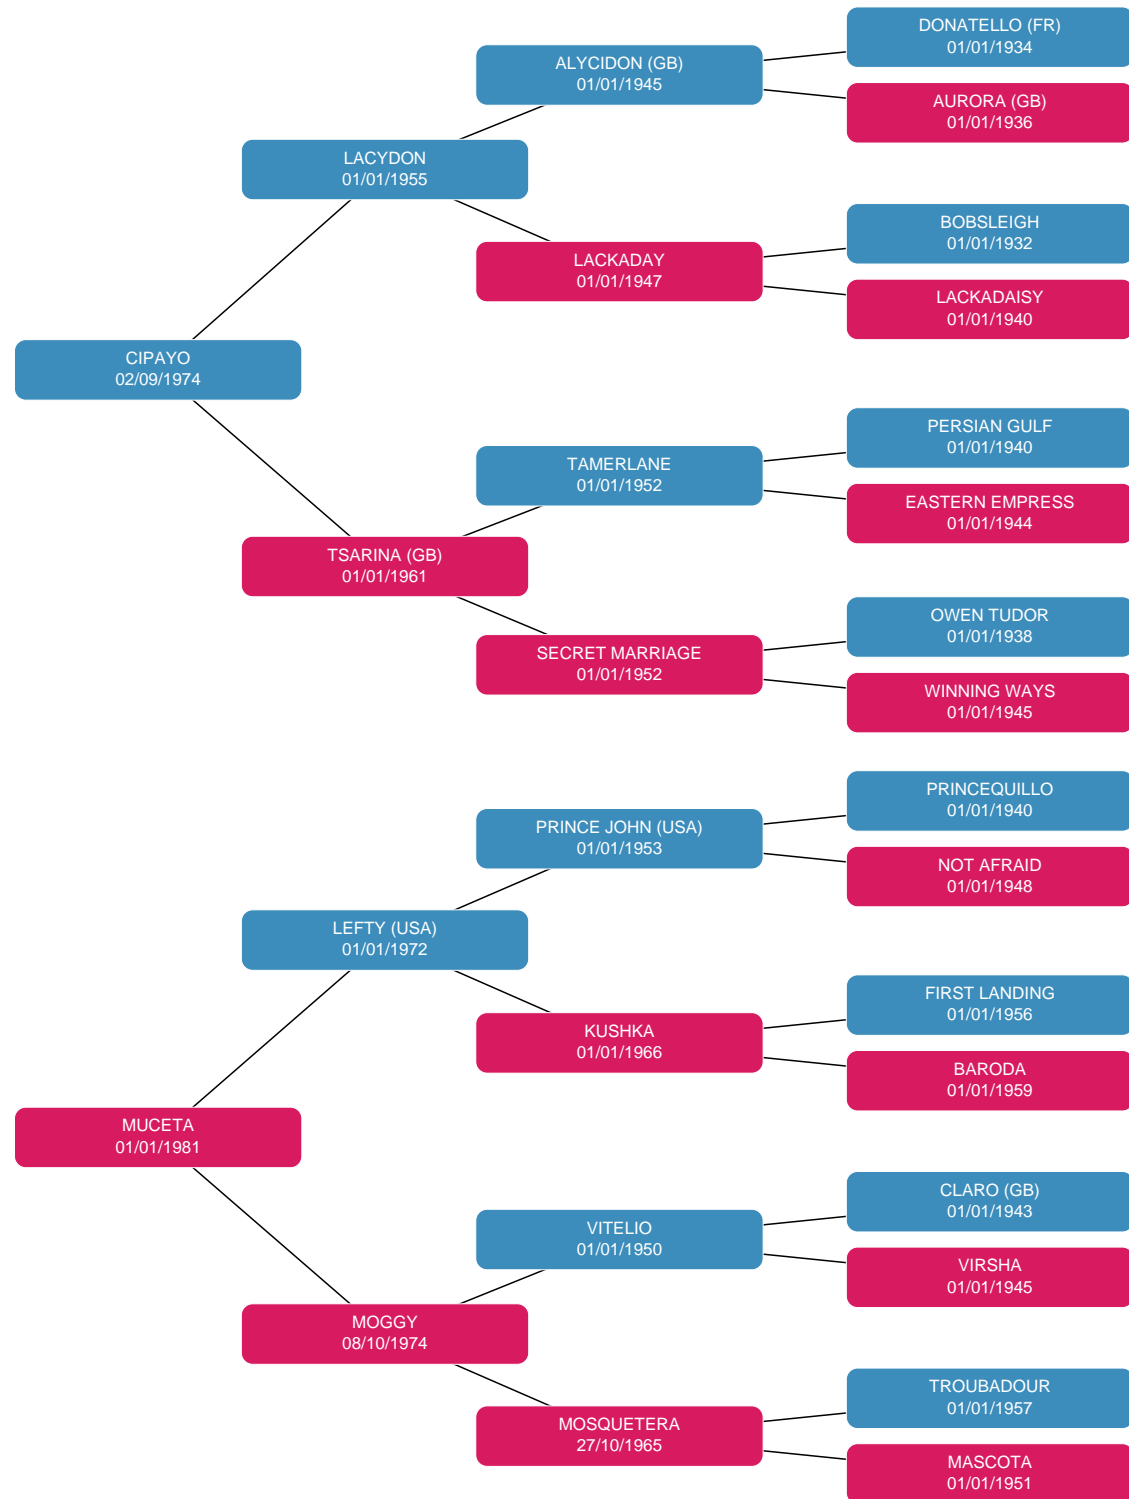 DONATELLO (FR)
01/01/1934
ALYCIDON (GB)
01/01/1945
AURORA (GB)
01/01/1936
LACYDON
01/01/1955
BOBSLEIGH
01/01/1932
LACKADAY
01/01/1947
LACKADAISY
01/01/1940
CIPAYO
02/09/1974
PERSIAN GULF
01/01/1940
TAMERLANE
01/01/1952
EASTERN EMPRESS
01/01/1944
TSARINA (GB)
01/01/1961
OWEN TUDOR
01/01/1938
SECRET MARRIAGE
01/01/1952
WINNING WAYS
01/01/1945
PRINCEQUILLO
01/01/1940
PRINCE JOHN (USA)
01/01/1953
NOT AFRAID
01/01/1948
LEFTY (USA)
01/01/1972
FIRST LANDING
01/01/1956
KUSHKA
01/01/1966
BARODA
01/01/1959
MUCETA
01/01/1981
CLARO (GB)
01/01/1943
VITELIO
01/01/1950
VIRSHA
01/01/1945
MOGGY
08/10/1974
TROUBADOUR
01/01/1957
MOSQUETERA
27/10/1965
MASCOTA
01/01/1951